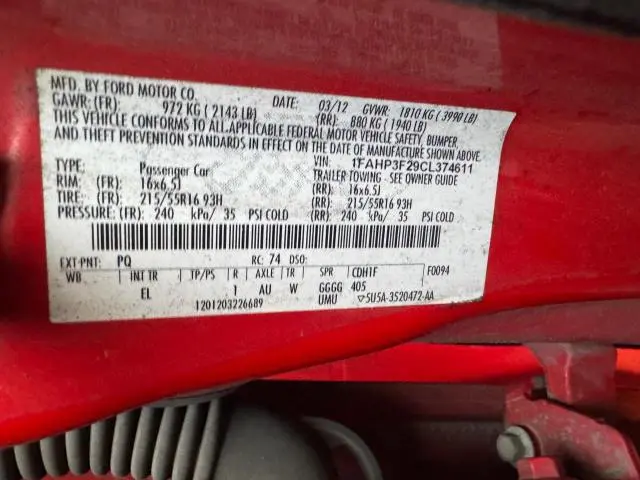 MFD. BY FORD MOTOR CO.
DATE: 03/12 GVWR: 1810 KG ( 3990 LB)
GAWR: (FR): 972 KG ( 2143 LB) (RR): 880 KG ( 1940 LB)
THIS VEHICLE CONFORMS TO ALL APPLICABLE FEDERAL MOTOR VEHICLE SAFETY, BUMPER,
AND THEFT PREVENTION STANDARDS IN EFFECT ON THE DATE OF MANUFACTURE SHOWN ABOVE.
VIN: 1FAHP3F29CL374611
TYPE: Passenger Car TRAILER TOWING - SEE OWNER GUIDE
RIM: (FR): 16x6.5J (RR): 16x6.5J
TIRE: (FR): 215/55R16 93H (RR): 215/55R16 93H
PRESSURE: (FR): 240 kPa/ 35 PSI COLD (RR): 240 kPa/ 35 PSI COLD
EXT-PNT: PQ RC: 74 DSO:
WB INT TR TP/PS R AXLE TR SPR CDH1F F0094
EL 1 AU W GGGG 405
1201203226689 UMU ▽5U5A-3520472-AA